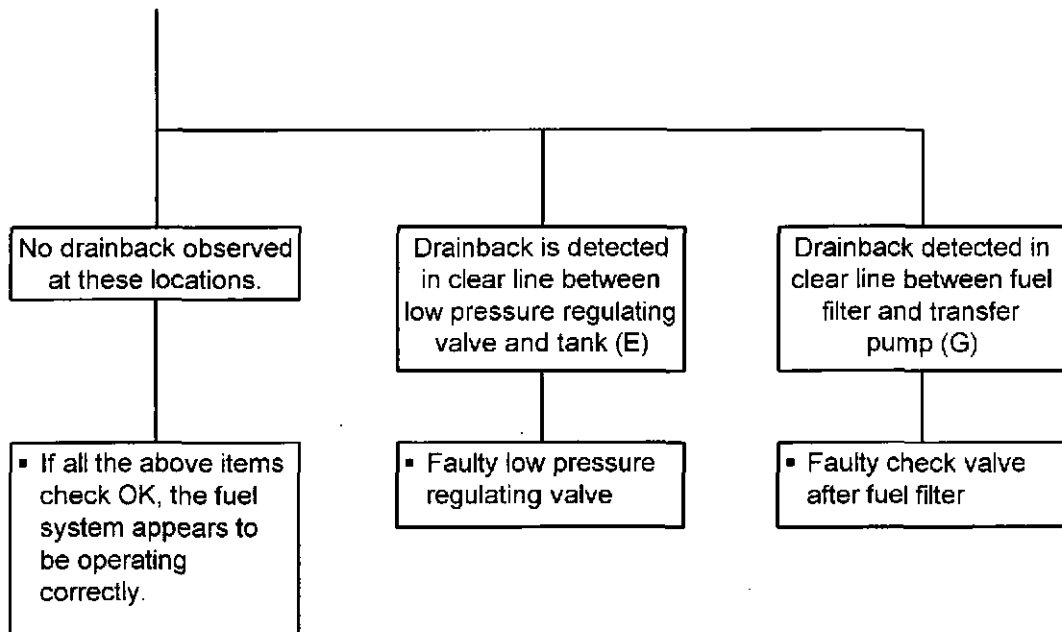 No drainback observed
at these locations.
Drainback is detected
in clear line between
low pressure regulating
valve and tank (E)
Drainback detected in
clear line between fuel
filter and transfer
pump (G)
▪ If all the above items
check OK, the fuel
system appears to
be operating
correctly.
▪ Faulty low pressure
regulating valve
▪ Faulty check valve
after fuel filter